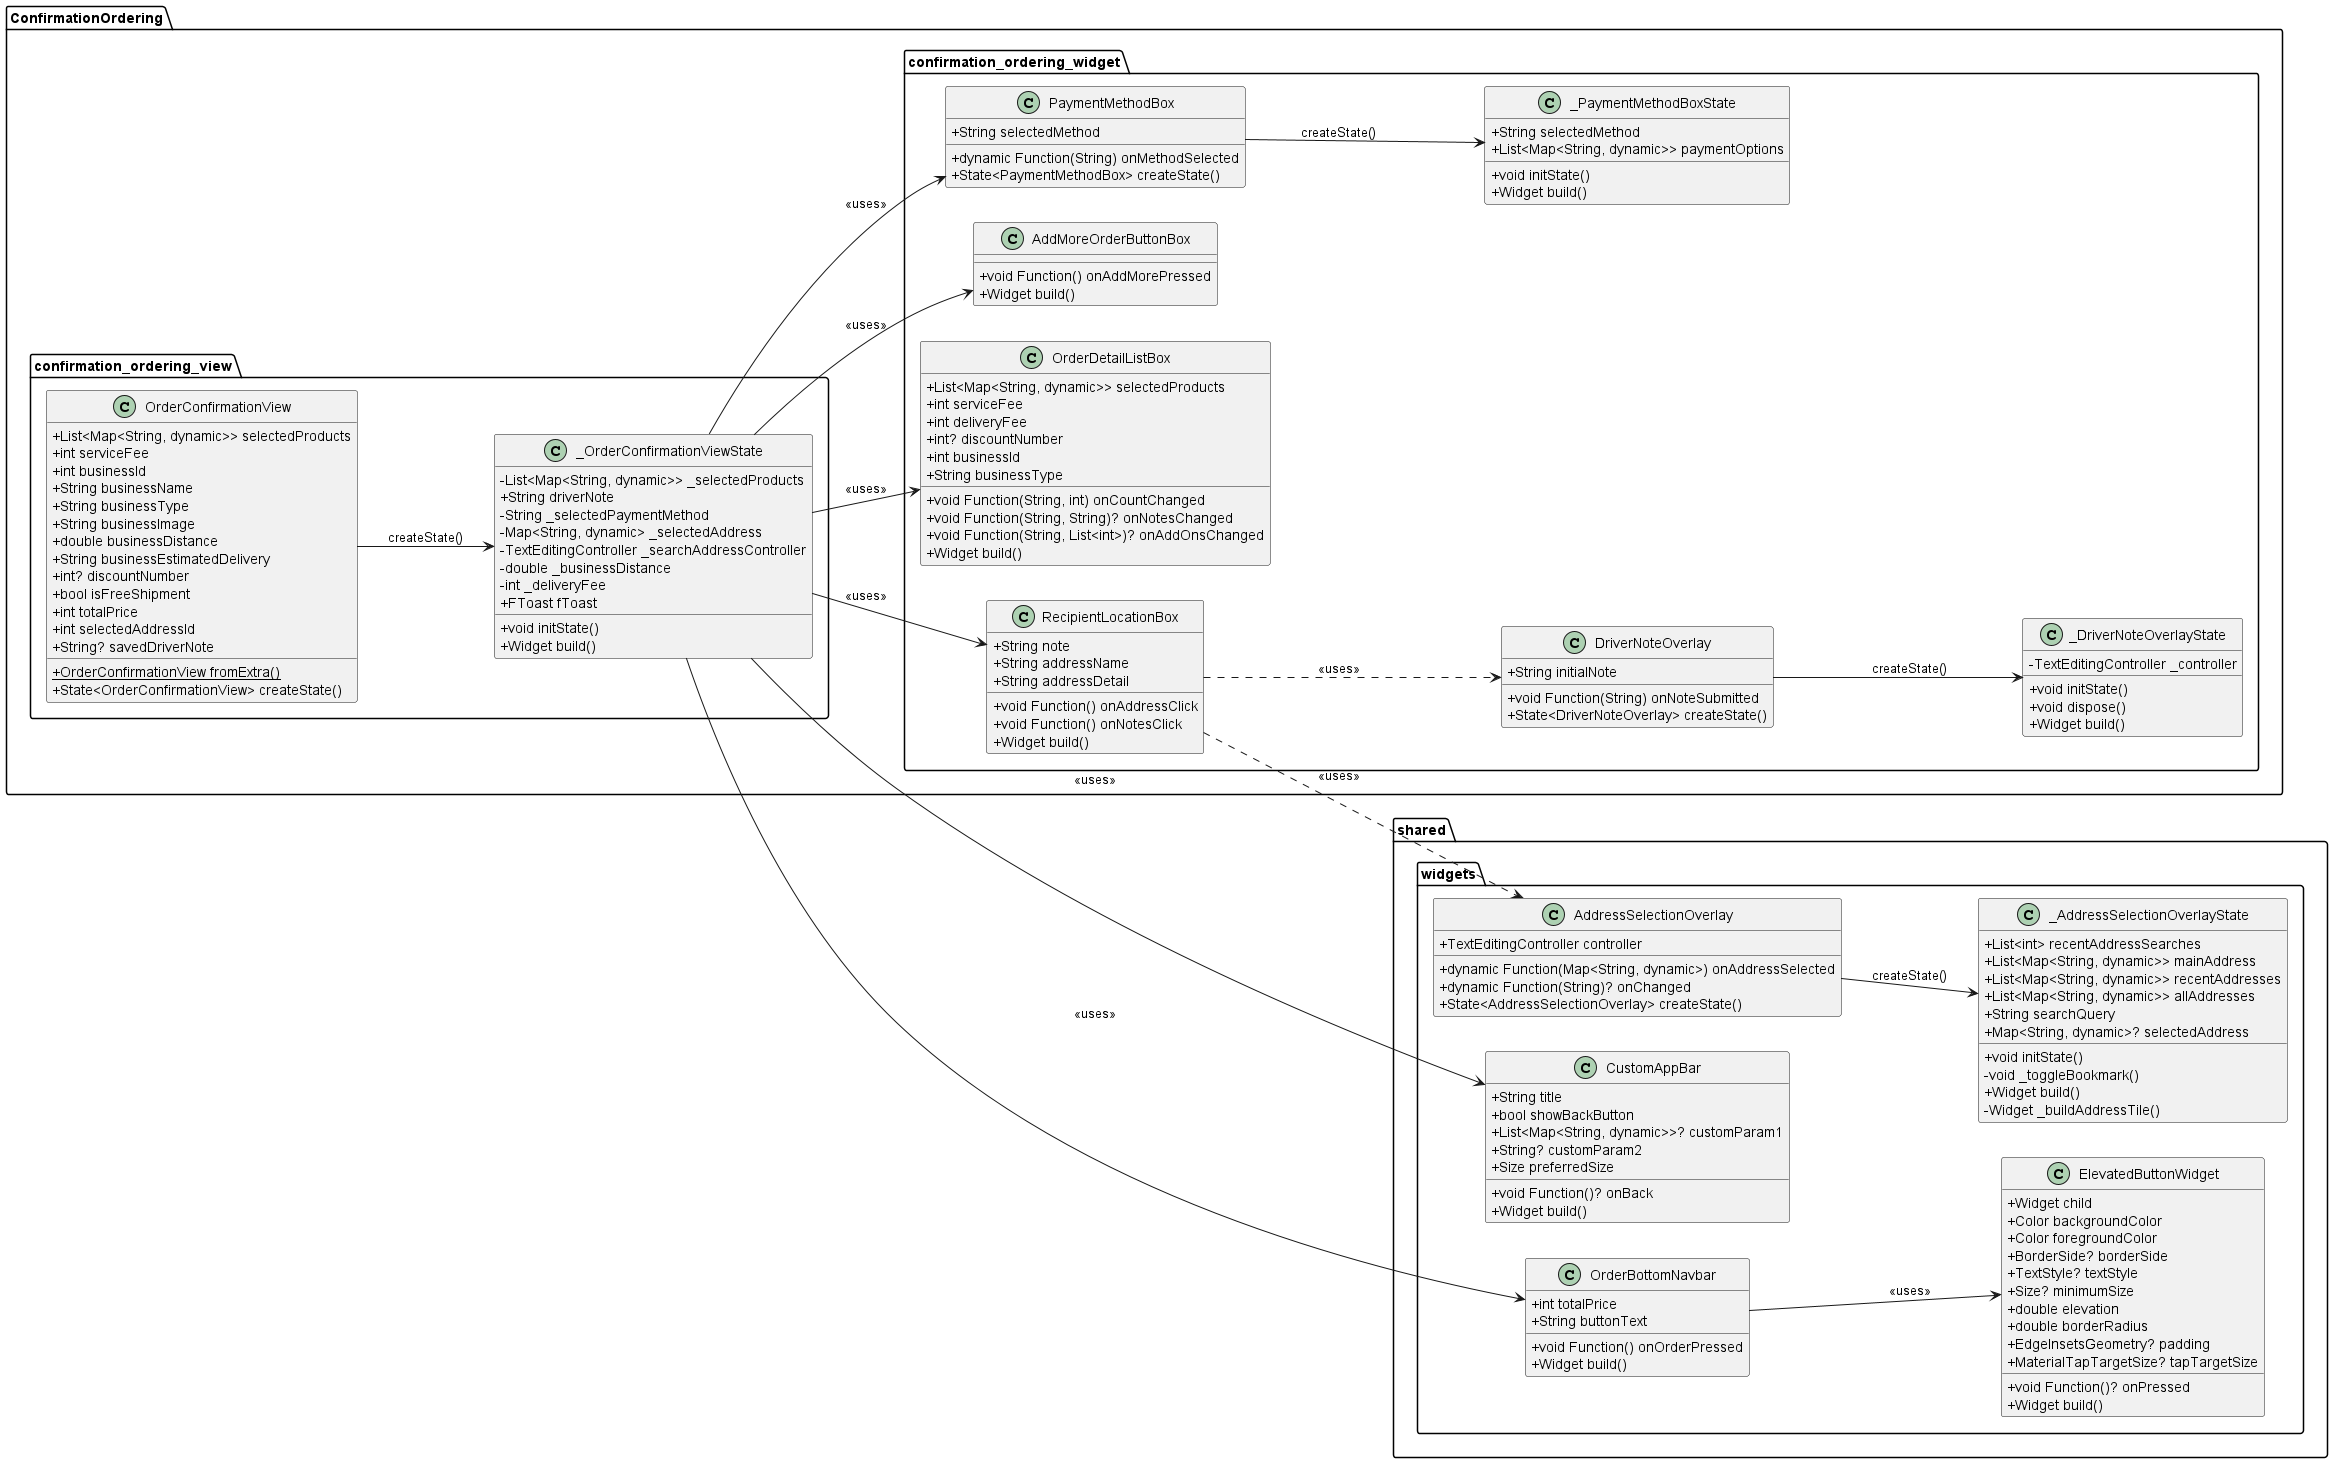 ConfirmationOrdering
confirmation_ordering_widget
C PaymentMethodBox
+String selectedMethod
+dynamic Function(String) onMethodSelected
+State<PaymentMethodBox> createState()
createState()
C _PaymentMethodBoxState
+String selectedMethod
+List<Map<String, dynamic>> paymentOptions
+void initState()
+Widget build()
«uses»
C AddMoreOrderButtonBox
+void Function() onAddMorePressed
+Widget build()
«uses»
C OrderDetailListBox
+List<Map<String, dynamic>> selectedProducts
+int serviceFee
+int deliveryFee
+int? discountNumber
+int businessId
+String businessType
+void Function(String, int) onCountChanged
+void Function(String, String)? onNotesChanged
+void Function(String, List<int>)? onAddOnsChanged
+Widget build()
«uses»
confirmation_ordering_view
C OrderConfirmationView
+List<Map<String, dynamic>> selectedProducts
+int serviceFee
+int businessId
+String businessName
+String businessType
+String businessImage
+double businessDistance
+String businessEstimatedDelivery
+int? discountNumber
+bool isFreeShipment
+int totalPrice
+int selectedAddressId
+String? savedDriverNote
+OrderConfirmationView fromExtra()
+State<OrderConfirmationView> createState()
createState()
C _OrderConfirmationViewState
-List<Map<String, dynamic>> _selectedProducts
+String driverNote
-String _selectedPaymentMethod
-Map<String, dynamic> _selectedAddress
-TextEditingController _searchAddressController
-double _businessDistance
-int _deliveryFee
+FToast fToast
+void initState()
+Widget build()
«uses»
C RecipientLocationBox
+String note
+String addressName
+String addressDetail
+void Function() onAddressClick
+void Function() onNotesClick
+Widget build()
«uses»
C DriverNoteOverlay
+String initialNote
+void Function(String) onNoteSubmitted
+State<DriverNoteOverlay> createState()
createState()
C _DriverNoteOverlayState
-TextEditingController _controller
+void initState()
+void dispose()
+Widget build()
«uses»
«uses»
shared
widgets
C AddressSelectionOverlay
+TextEditingController controller
+dynamic Function(Map<String, dynamic>) onAddressSelected
+dynamic Function(String)? onChanged
+State<AddressSelectionOverlay> createState()
createState()
C _AddressSelectionOverlayState
+List<int> recentAddressSearches
+List<Map<String, dynamic>> mainAddress
+List<Map<String, dynamic>> recentAddresses
+List<Map<String, dynamic>> allAddresses
+String searchQuery
+Map<String, dynamic>? selectedAddress
+void initState()
-void _toggleBookmark()
+Widget build()
-Widget _buildAddressTile()
«uses»
C CustomAppBar
+String title
+bool showBackButton
+List<Map<String, dynamic>>? customParam1
+String? customParam2
+Size preferredSize
+void Function()? onBack
+Widget build()
C OrderBottomNavbar
+int totalPrice
+String buttonText
+void Function() onOrderPressed
+Widget build()
«uses»
C ElevatedButtonWidget
+Widget child
+Color backgroundColor
+Color foregroundColor
+BorderSide? borderSide
+TextStyle? textStyle
+Size? minimumSize
+double elevation
+double borderRadius
+EdgeInsetsGeometry? padding
+MaterialTapTargetSize? tapTargetSize
+void Function()? onPressed
+Widget build()